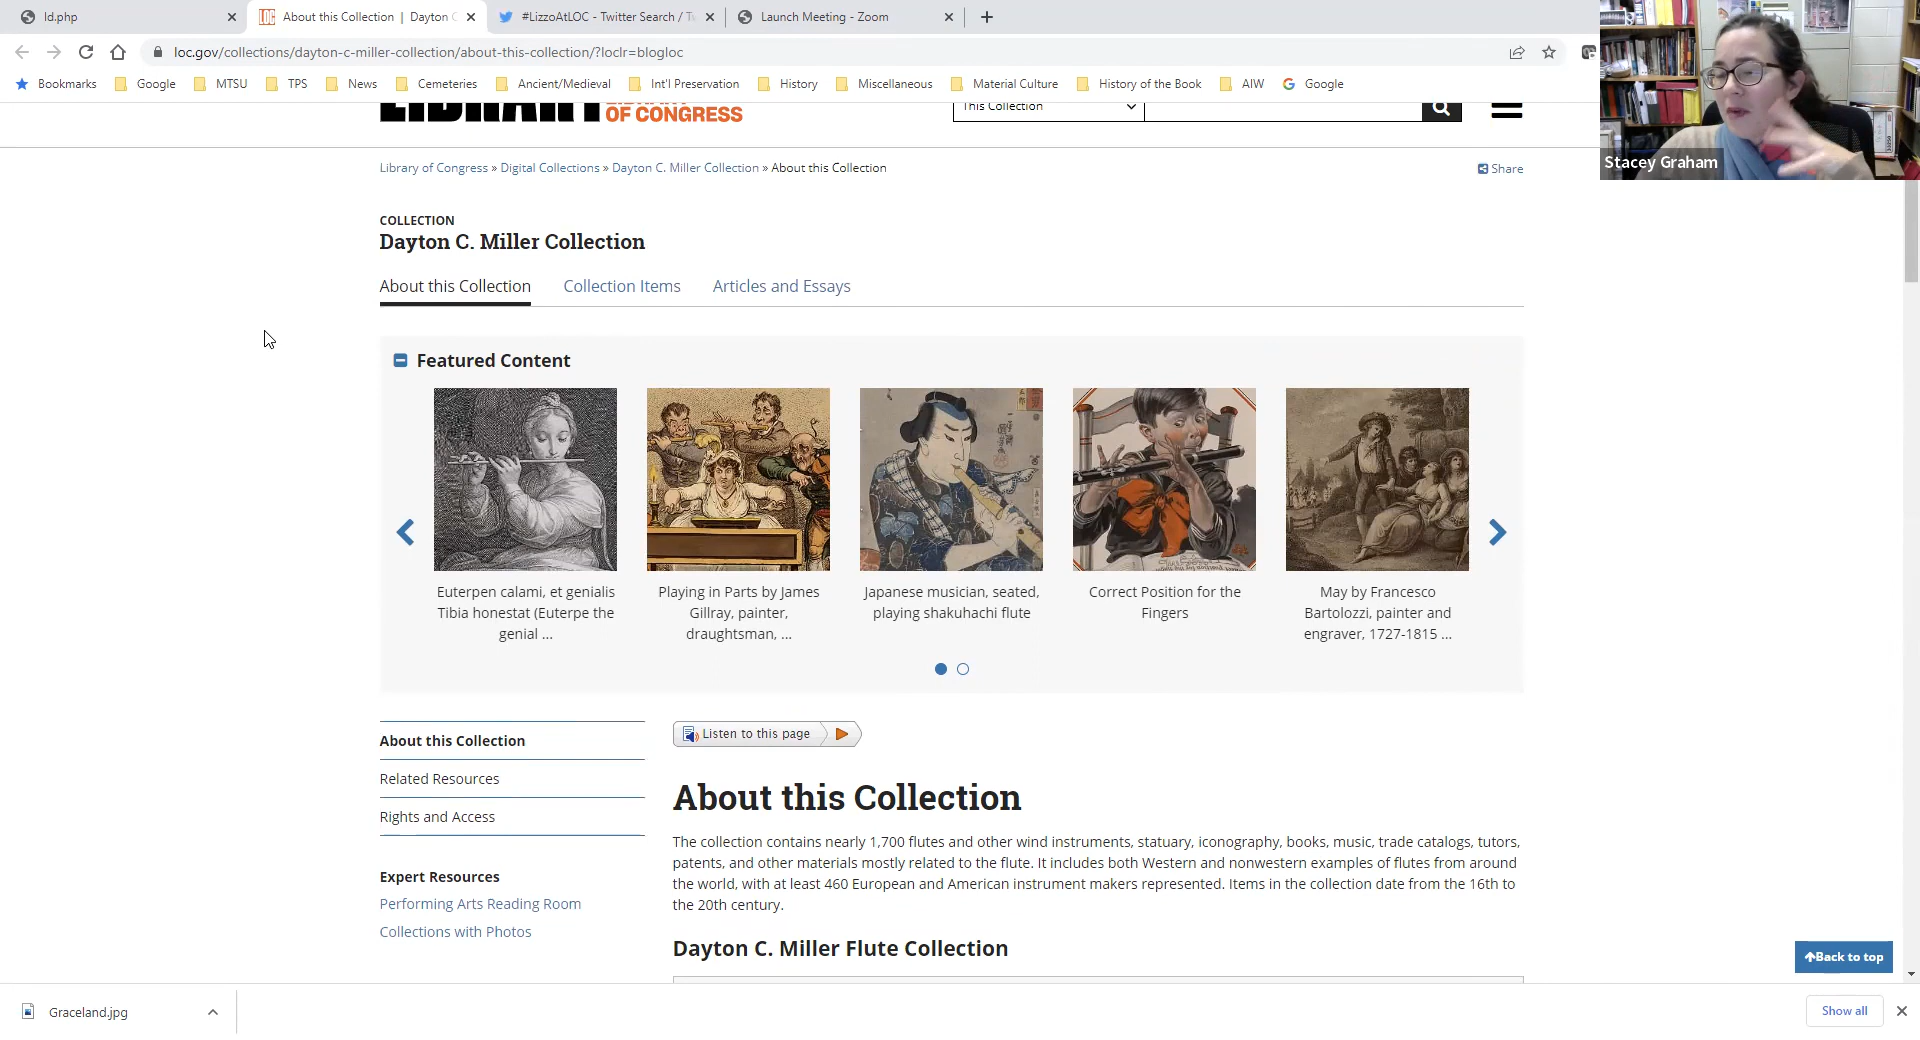 ld.php
About this Collection | Dayton C
#LizzoAtLOC - Twitter Search / T
Launch Meeting - Zoom
loc.gov/collections/dayton-c-miller-collection/about-this-collection/?loclr=blogloc
Bookmarks Google MTSU TPS News Cemeteries Ancient/Medieval Int'l Preservation History Miscellaneous Material Culture History of the Book AIW Google
LIBRARY
OF CONGRESS
This Collection
Stacey Graham
Library of Congress » Digital Collections » Dayton C. Miller Collection » About this Collection
Share
COLLECTION
Dayton C. Miller Collection
About this Collection Collection Items Articles and Essays
Featured Content
Euterpen calami, et genialis
Tibia honestat (Euterpe the
genial ...
Playing in Parts by James
Gillray, painter,
draughtsman, ...
Japanese musician, seated,
playing shakuhachi flute
Correct Position for the
Fingers
May by Francesco
Bartolozzi, painter and
engraver, 1727-1815 ...
About this Collection
Related Resources
Rights and Access
Expert Resources
Performing Arts Reading Room
Collections with Photos
Listen to this page
About this Collection
The collection contains nearly 1,700 flutes and other wind instruments, statuary, iconography, books, music, trade catalogs, tutors,
patents, and other materials mostly related to the flute. It includes both Western and nonwestern examples of flutes from around
the world, with at least 460 European and American instrument makers represented. Items in the collection date from the 16th to
the 20th century.
Dayton C. Miller Flute Collection
Back to top
Graceland.jpg
Show all